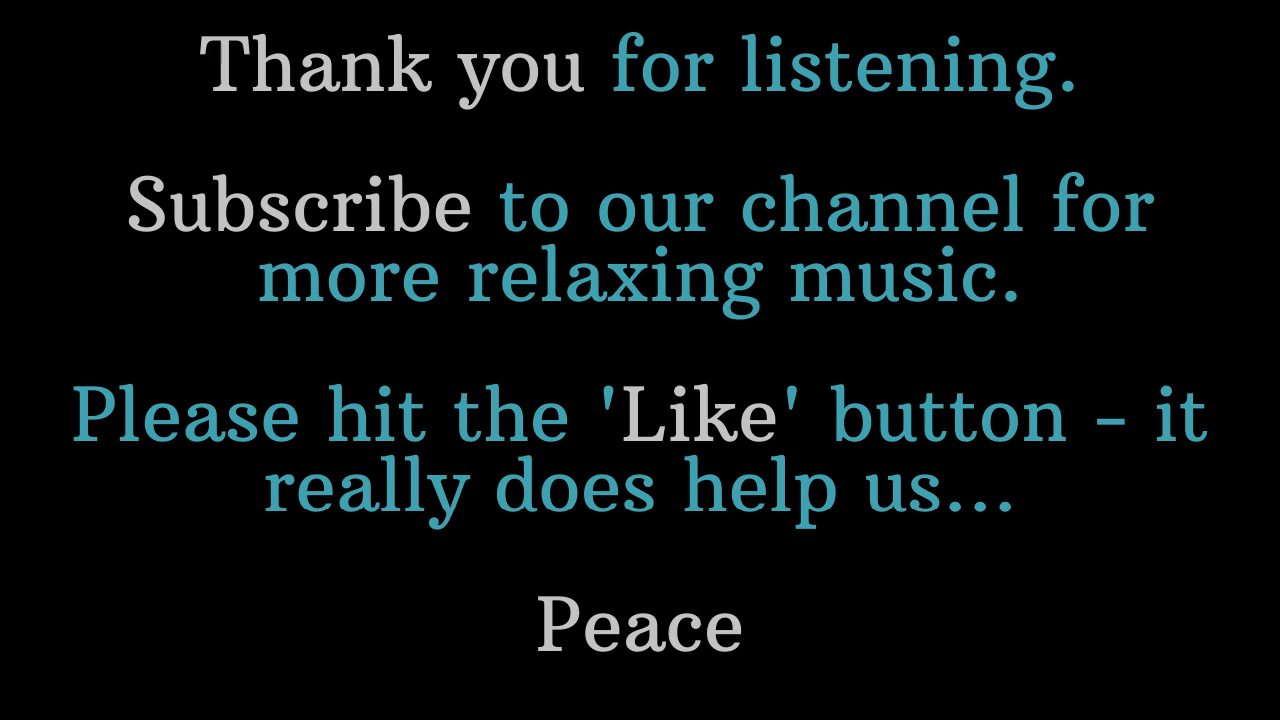 Thank you for listening.
Subscribe to our channel for
more relaxing music.
Please hit the 'Like' button - it
really does help us...
Peace